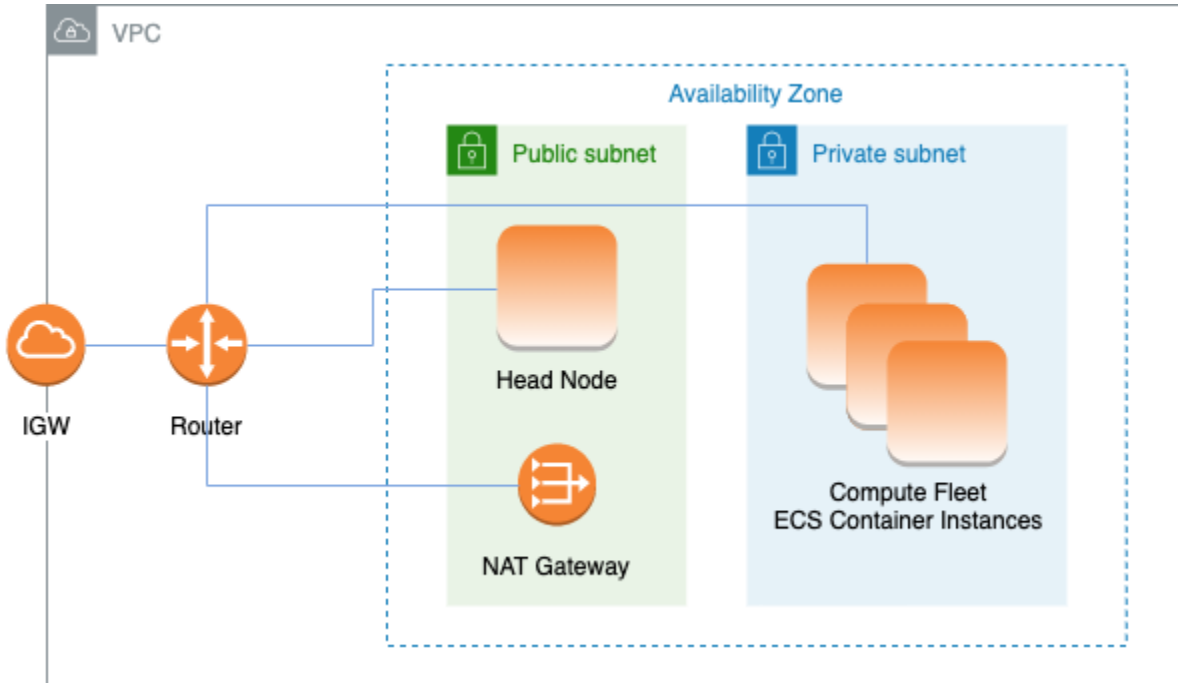 VPC
Availability Zone
Public subnet
Private subnet
Head Node
IGW
Router
Compute Fleet
ECS Container Instances
NAT Gateway